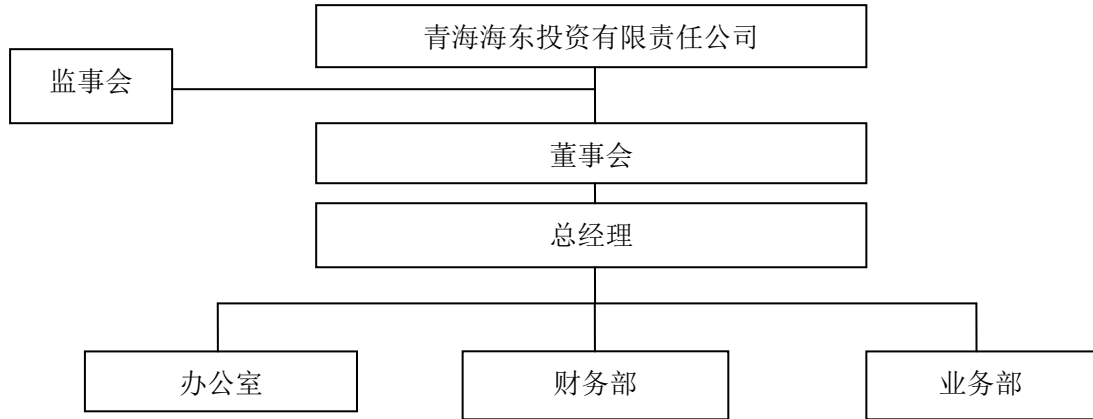 青海海东投资有限责任公司
监事会
董事会
总经理
办公室
财务部
业务部